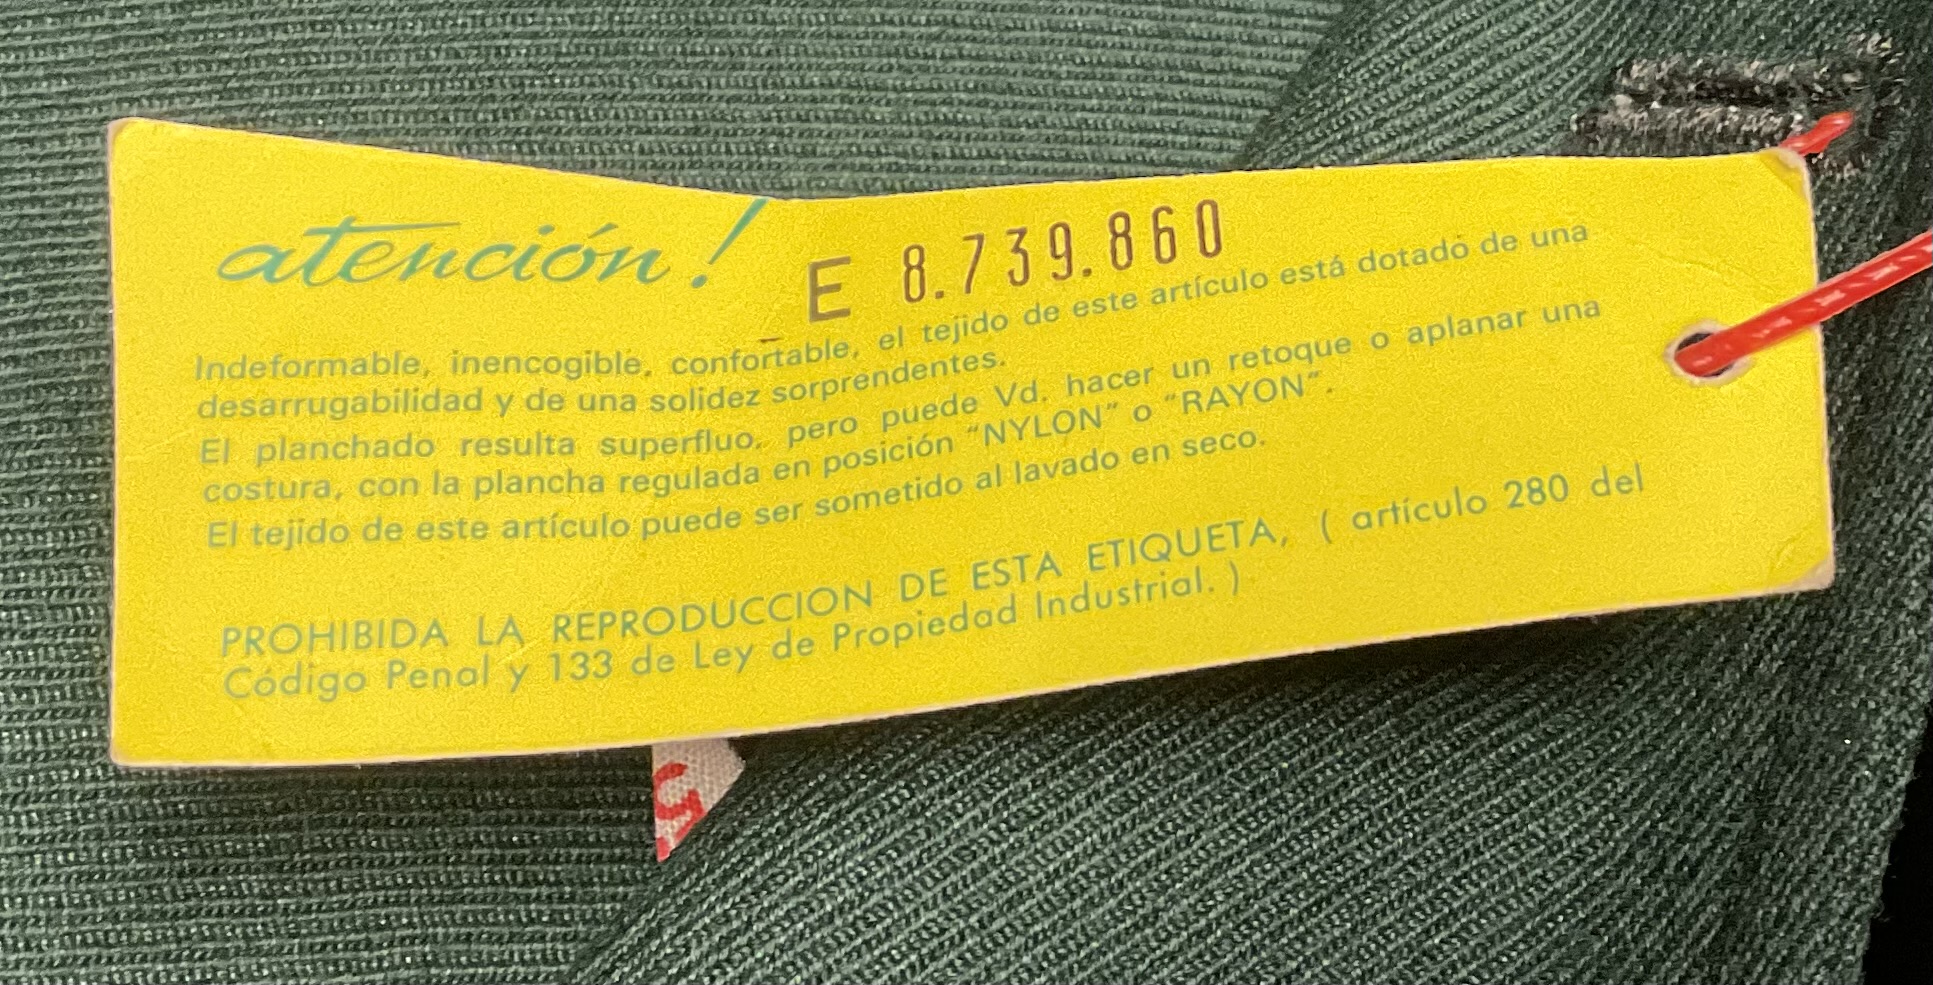 atención!
E 8.739.860
Indeformable, inencogible, confortable, el tejido de este artículo está dotado de una
desarrugabilidad y de una solidez sorprendentes.
El planchado resulta superfluo, pero puede Vd. hacer un retoque o aplanar una
costura, con la plancha regulada en posición "NYLON" o "RAYON".
El tejido de este artículo puede ser sometido al lavado en seco.
PROHIBIDA LA REPRODUCCION DE ESTA ETIQUETA, ( artículo 280 del
Código Penal y 133 de Ley de Propiedad Industrial. )
5